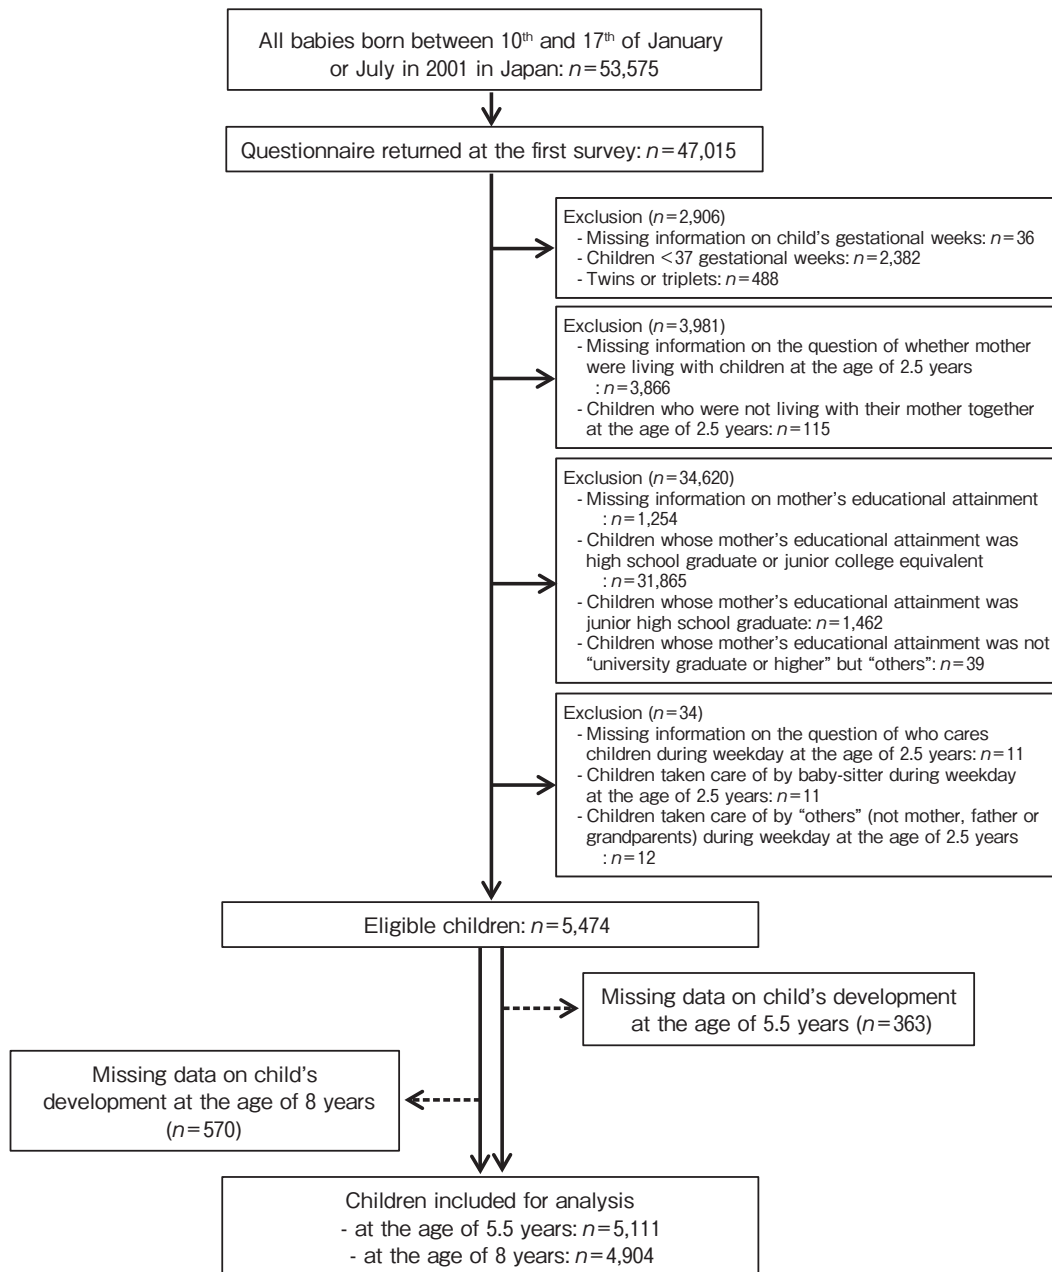 All babies born between 10th and 17th of January
or July in 2001 in Japan: n=53,575
Questionnaire returned at the first survey: n=47,015
Exclusion (n=2,906)
- Missing information on child's gestational weeks: n=36
- Children <37 gestational weeks: n=2,382
- Twins or triplets: n=488
Exclusion (n=3,981)
- Missing information on the question of whether mother
were living with children at the age of 2.5 years
: n=3,866
- Children who were not living with their mother together
at the age of 2.5 years: n=115
Exclusion (n=34,620)
- Missing information on mother's educational attainment
: n=1,254
- Children whose mother's educational attainment was
high school graduate or junior college equivalent
: n=31,865
- Children whose mother's educational attainment was
junior high school graduate: n=1,462
- Children whose mother's educational attainment was not
“university graduate or higher” but “others”: n=39
Exclusion (n=34)
- Missing information on the question of who cares
children during weekday at the age of 2.5 years: n=11
- Children taken care of by baby-sitter during weekday
at the age of 2.5 years: n=11
- Children taken care of by “others” (not mother, father or
grandparents) during weekday at the age of 2.5 years
: n=12
Eligible children: n=5,474
Missing data on child's development
at the age of 5.5 years (n=363)
Missing data on child's
development at the age of 8 years
(n=570)
Children included for analysis
- at the age of 5.5 years: n=5,111
- at the age of 8 years: n=4,904